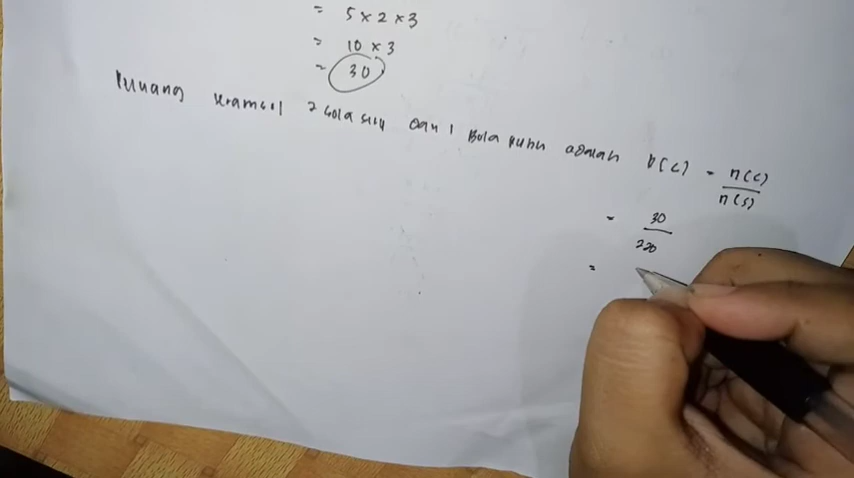 = 5 x 2 x 3
= 10 x 3
= 30
Peluang terambil 2 bola biru dan 1 bola putih adalah P(C) = n(C)/n(S)
= 30/220
=